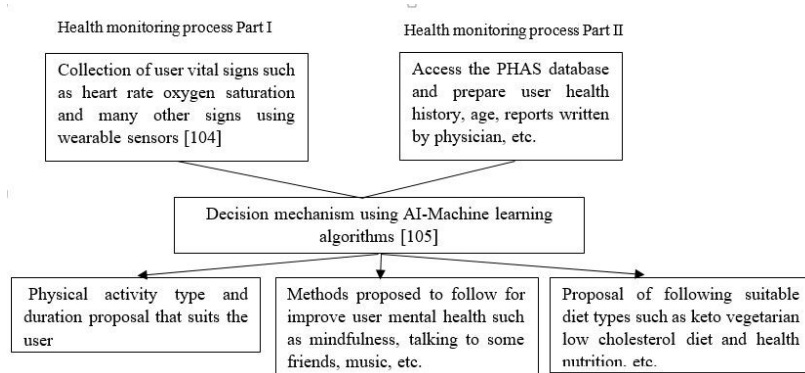 Health monitoring process Part I
Health monitoring process Part II
Collection of user vital signs such
as heart rate oxygen saturation
and many other signs using
wearable sensors [104]
Access the PHAS database
and prepare user health
history, age, reports written
by physician, etc.
Decision mechanism using AI-Machine learning
algorithms [105]
Physical activity type and
duration proposal that suits the
user
Methods proposed to follow for
improve user mental health such
as mindfulness, talking to some
friends, music, etc.
Proposal of following suitable
diet types such as keto vegetarian
low cholesterol diet and health
nutrition. etc.